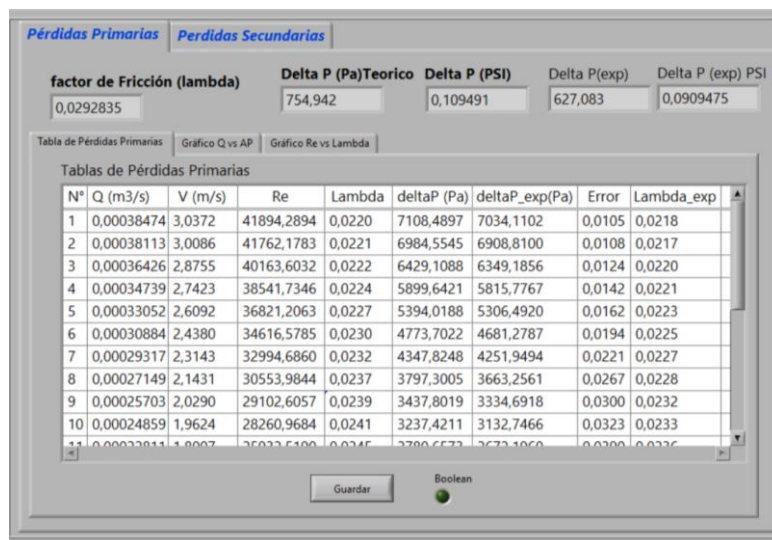 Pérdidas Primarias Perdidas Secundarias
factor de Fricción (lambda) Delta P (Pa)Teorico Delta P (PSI) Delta P(exp) Delta P (exp) PSI
0,0292835 754,942 0,109491 627,083 0,0909475
Tabla de Pérdidas Primarias Gráfico Q vs AP Gráfico Re vs Lambda
Tablas de Pérdidas Primarias
N° Q (m3/s) V (m/s) Re Lambda deltaP (Pa) deltaP_exp(Pa) Error Lambda_exp
1 0,00038474 3,0372 41894,2894 0,0220 7108,4897 7034,1102 0,0105 0,0218
2 0,00038113 3,0086 41762,1783 0,0221 6984,5545 6908,8100 0,0108 0,0217
3 0,00036426 2,8755 40163,6032 0,0222 6429,1088 6349,1856 0,0124 0,0220
4 0,00034739 2,7423 38541,7346 0,0224 5899,6421 5815,7767 0,0142 0,0221
5 0,00033052 2,6092 36821,2063 0,0227 5394,0188 5306,4920 0,0162 0,0223
6 0,00030884 2,4380 34616,5785 0,0230 4773,7022 4681,2787 0,0194 0,0225
7 0,00029317 2,3143 32994,6860 0,0232 4347,8248 4251,9494 0,0221 0,0227
8 0,00027149 2,1431 30553,9844 0,0237 3797,3005 3663,2561 0,0267 0,0228
9 0,00025703 2,0290 29102,6057 0,0239 3437,8019 3334,6918 0,0300 0,0232
10 0,00024859 1,9624 28260,9684 0,0241 3237,4211 3132,7466 0,0323 0,0233
Guardar Boolean